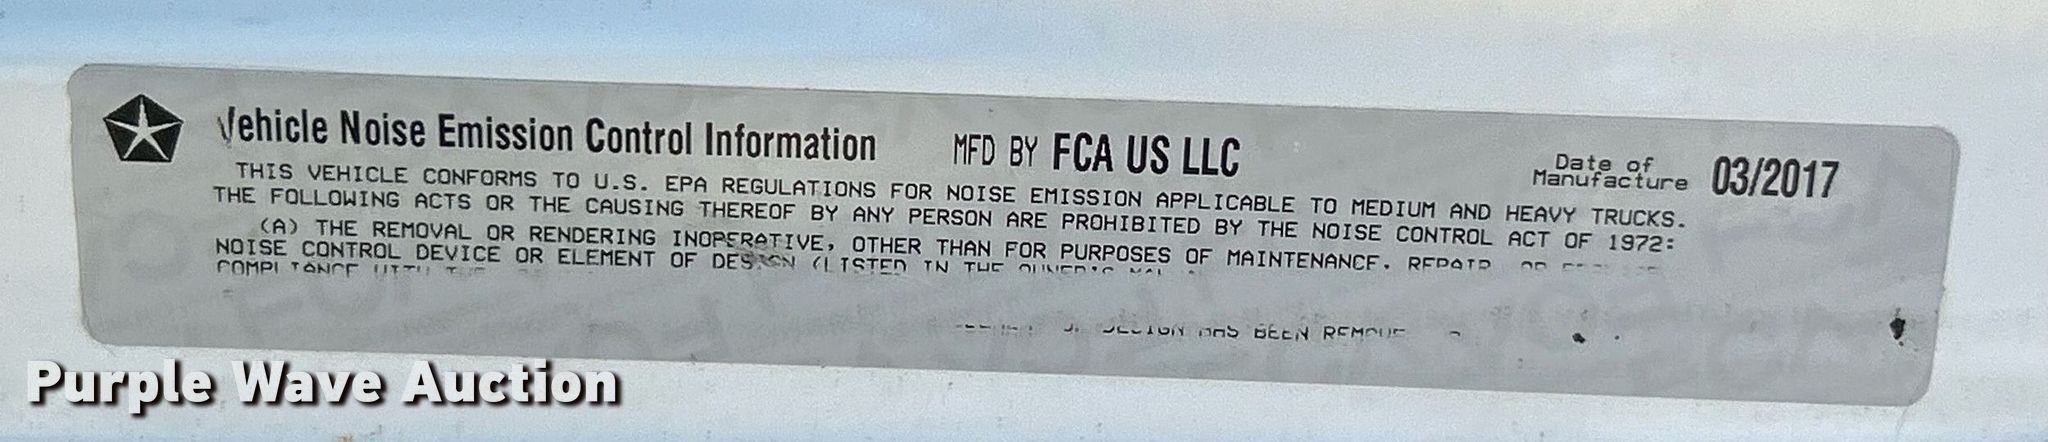 Vehicle Noise Emission Control Information MFD BY FCA US LLC Date of Manufacture 03/2017
THIS VEHICLE CONFORMS TO U.S. EPA REGULATIONS FOR NOISE EMISSION APPLICABLE TO MEDIUM AND HEAVY TRUCKS.
THE FOLLOWING ACTS OR THE CAUSING THEREOF BY ANY PERSON ARE PROHIBITED BY THE NOISE CONTROL ACT OF 1972:
(A) THE REMOVAL OR RENDERING INOPERATIVE, OTHER THAN FOR PURPOSES OF MAINTENANCE, REPAIR, OR
NOISE CONTROL DEVICE OR ELEMENT OF DESIGN (LISTED IN THE OWNER'S
COMPLIANCE WITH
DESIGN HAS BEEN
Purple Wave Auction